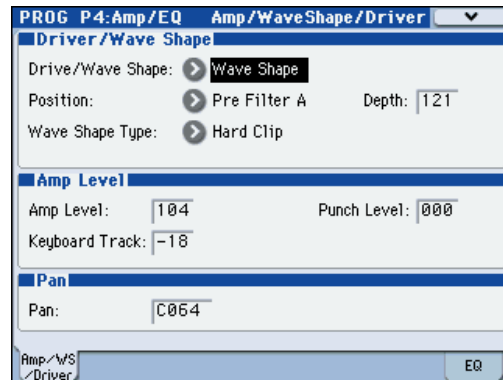 PROG P4:Amp/EQ Amp/WaveShape/Driver
Driver/Wave Shape
Drive/Wave Shape: Wave Shape
Position: Pre Filter A Depth: 121
Wave Shape Type: Hard Clip
Amp Level
Amp Level: 104 Punch Level: 000
Keyboard Track: -18
Pan
Pan: C064
Amp/WS
/Driver
EQ